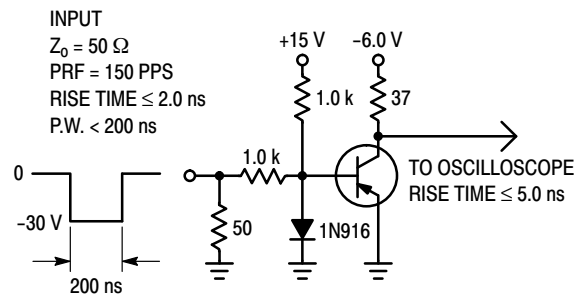 INPUT
Zo = 50 Ω
PRF = 150 PPS
RISE TIME ≤ 2.0 ns
P.W. < 200 ns
+15 V
−6.0 V
1.0 k
37
1.0 k
TO OSCILLOSCOPE
RISE TIME ≤ 5.0 ns
0
−30 V
50
1N916
200 ns